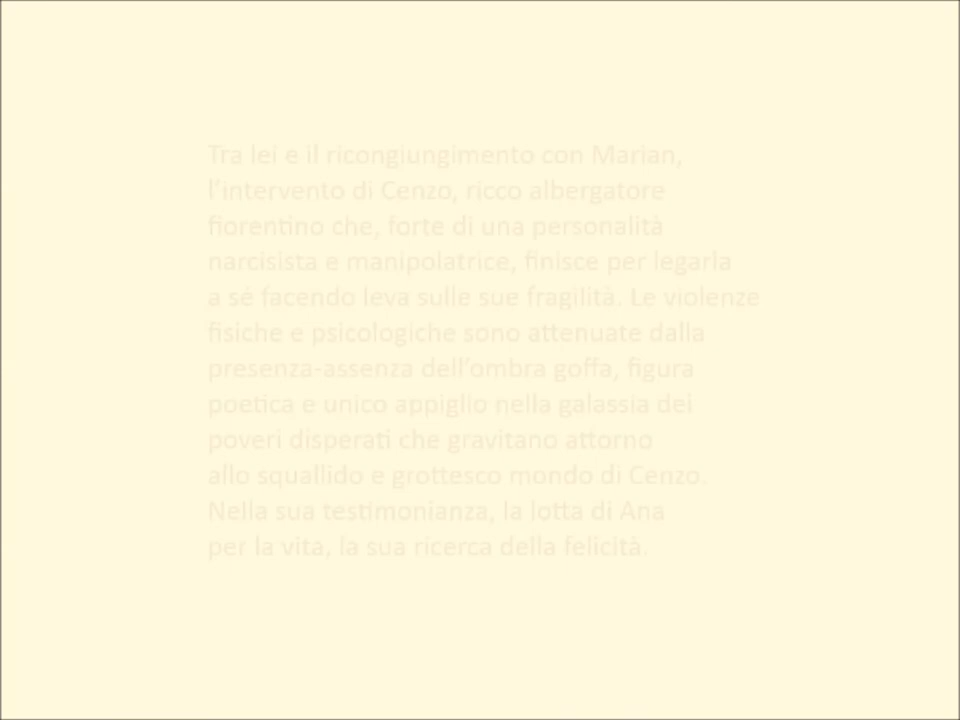 Tra lei e il ricongiungimento con Marian,
l'intervento di Cenzo, ricco albergatore
fiorentino che, forte di una personalità
narcisista e manipolatrice, finisce per legarla
a sé facendo leva sulle sue fragilità. Le violenze
fisiche e psicologiche sono attenuate dalla
presenza-assenza dell'ombra goffa, figura
poetica e unico appiglio nella galassia dei
poveri disperati che gravitano attorno
allo squallido e grottesco mondo di Cenzo.
Nella sua testimonianza, la lotta di Ana
per la vita, la sua ricerca della felicità.